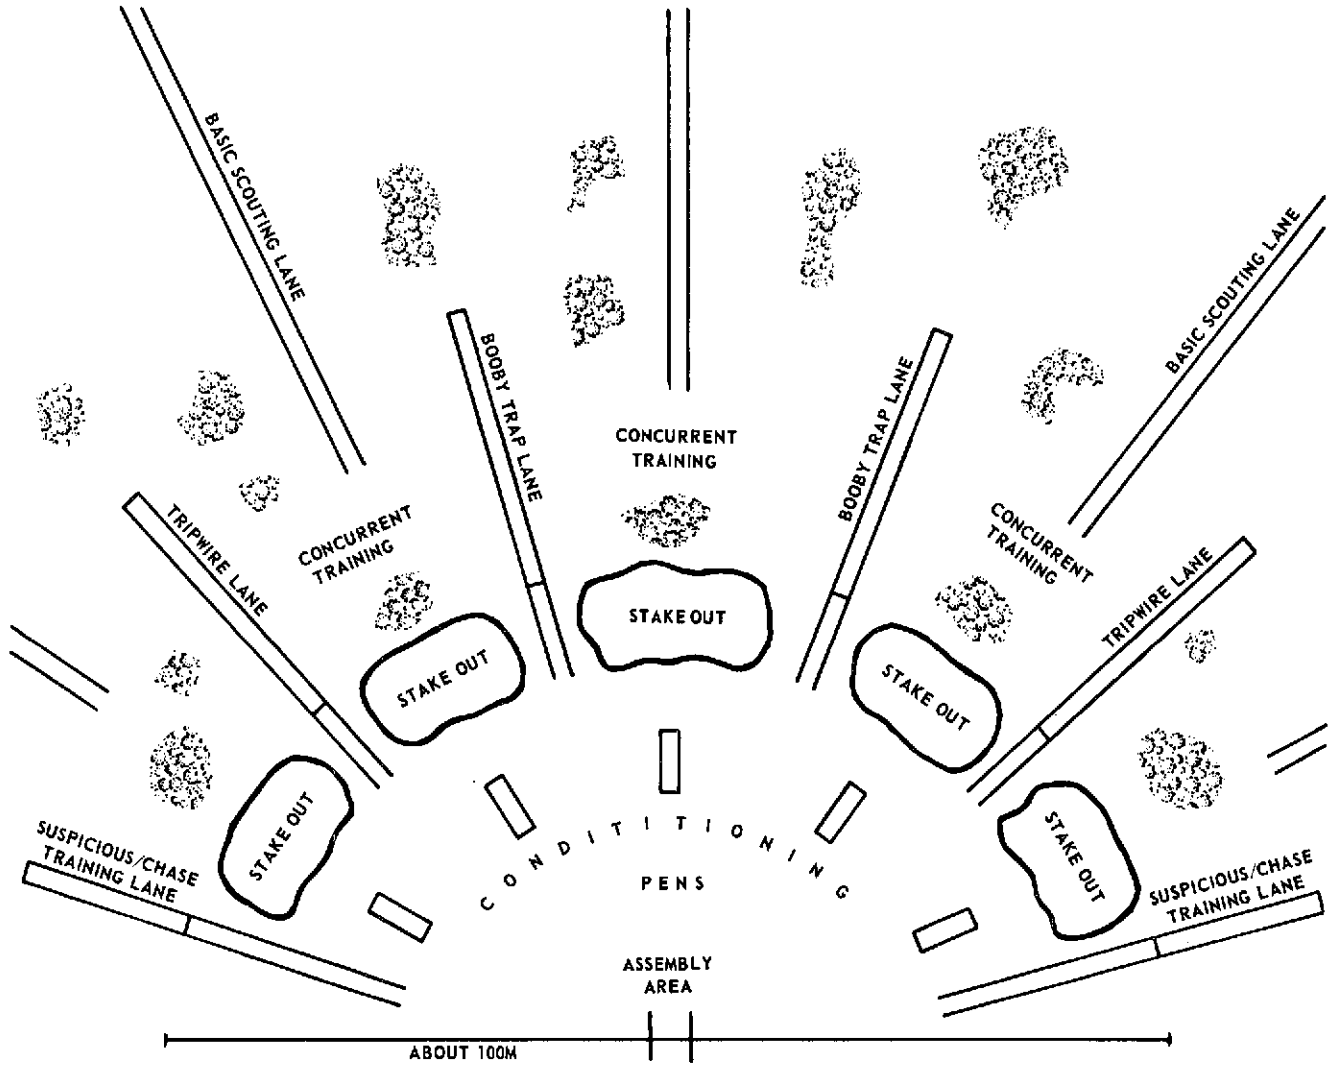 BASIC SCOUTING LANE
BASIC SCOUTING LANE
BOOBY TRAP LANE
BOOBY TRAP LANE
CONCURRENT
TRAINING
TRIPWIRE LANE
CONCURRENT
TRAINING
CONCURRENT
TRAINING
TRIPWIRE LANE
STAKE OUT
STAKE OUT
STAKE OUT
STAKE OUT
STAKE OUT
SUSPICIOUS/CHASE
TRAINING LANE
SUSPICIOUS/CHASE
TRAINING LANE
CONDITITIONING
PENS
ASSEMBLY
AREA
ABOUT 100M